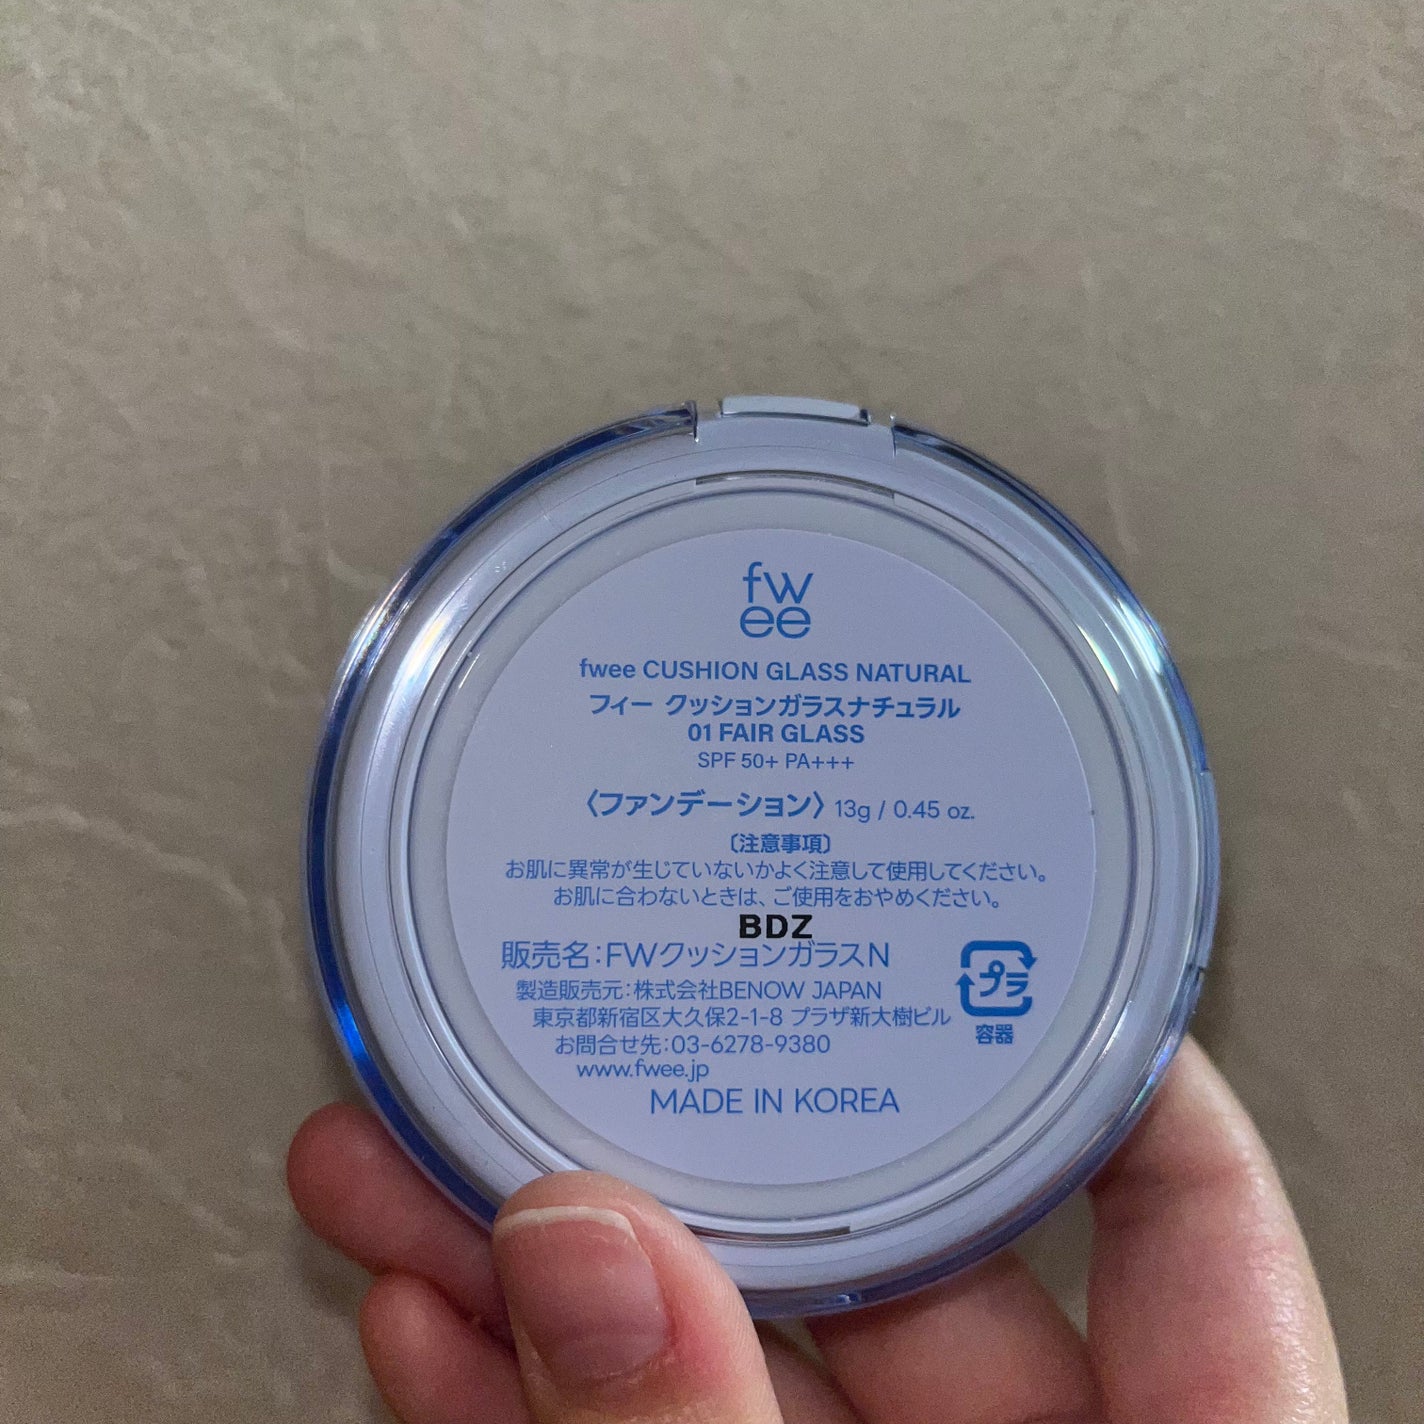 fw
ee
fwee CUSHION GLASS NATURAL
フィー クッションガラスナチュラル
01 FAIR GLASS
SPF 50+ PA+++
〈ファンデーション〉 13g / 0.45 oz.
〔注意事項〕
お肌に異常が生じていないかよく注意して使用してください。
お肌に合わないときは、ご使用をおやめください。
BDZ
販売名:FWクッションガラスN
製造販売元:株式会社BENOW JAPAN
東京都新宿区大久保2-1-8 プラザ新大樹ビル
お問合せ先:03-6278-9380
www.fwee.jp
MADE IN KOREA
プラ
容器